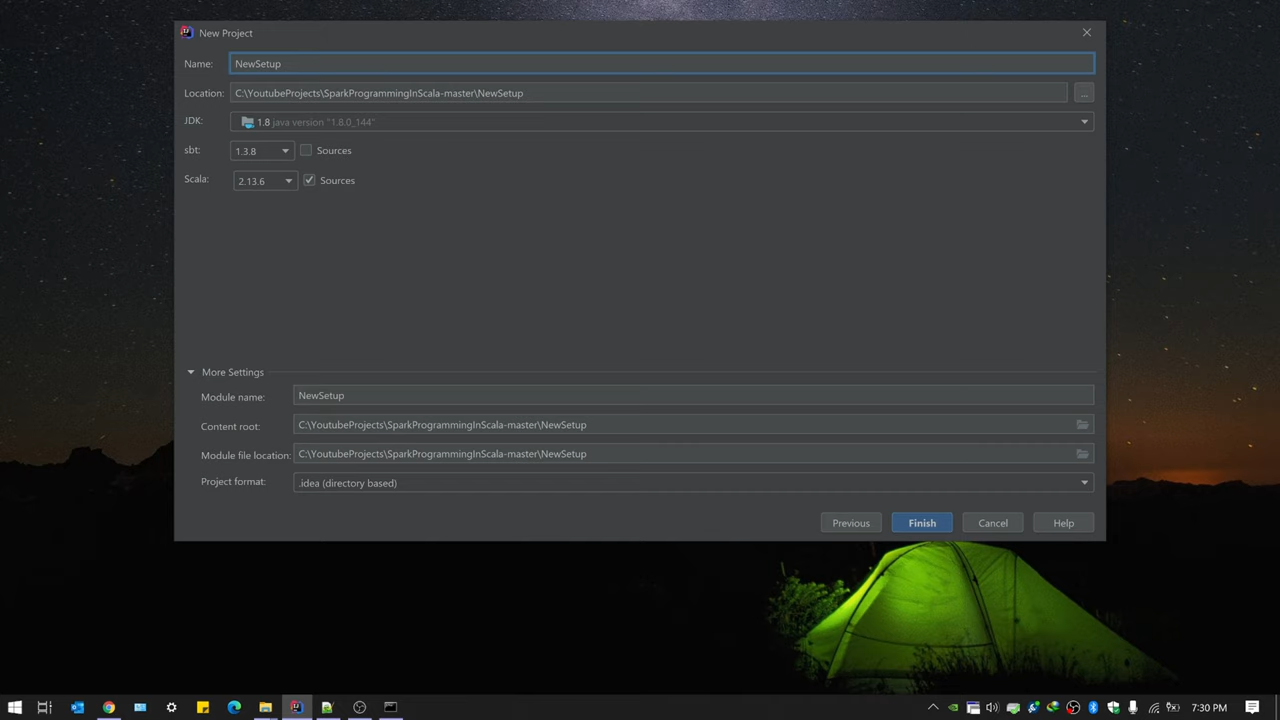 New Project
Name: NewSetup
Location: C:\YoutubeProjects\SparkProgrammingInScala-master\NewSetup ...
JDK: 1.8 java version "1.8.0_144"
sbt: 1.3.8 Sources
Scala: 2.13.6 Sources
More Settings
Module name: NewSetup
Content root: C:\YoutubeProjects\SparkProgrammingInScala-master\NewSetup
Module file location: C:\YoutubeProjects\SparkProgrammingInScala-master\NewSetup
Project format: .idea (directory based)
Previous Finish Cancel Help
7:30 PM